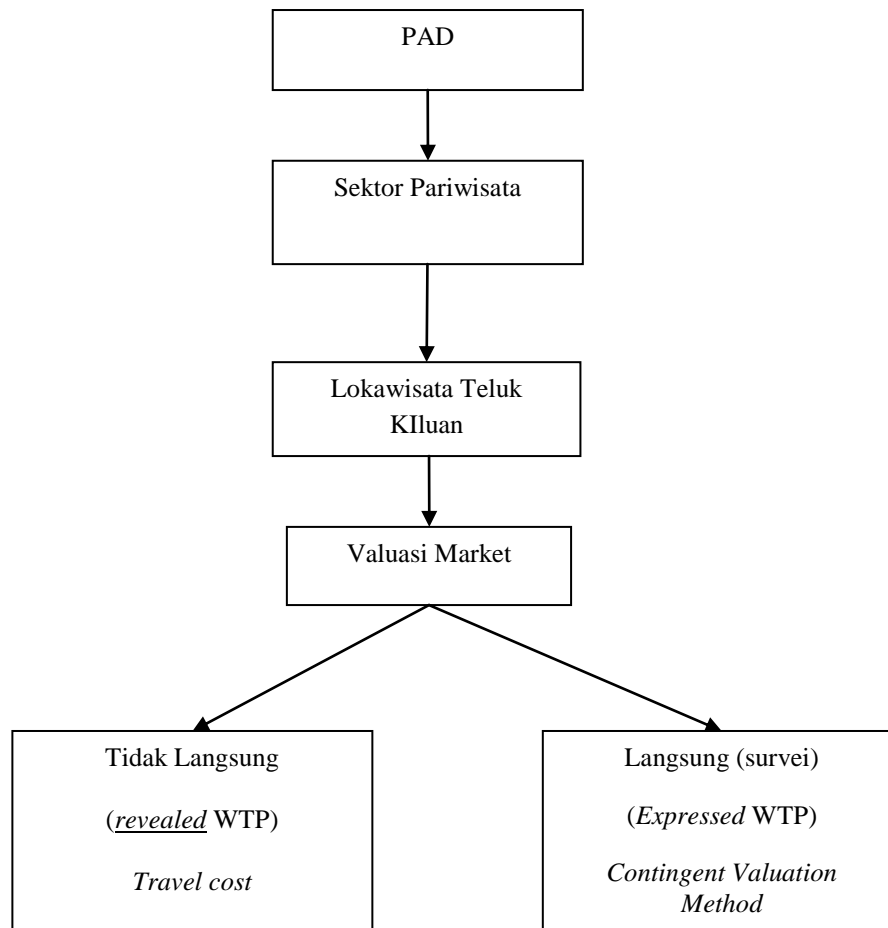 PAD
Sektor Pariwisata
Lokawisata Teluk
KIluan
Valuasi Market
Tidak Langsung
(revealed WTP)
Travel cost
Langsung (survei)
(Expressed WTP)
Contingent Valuation
Method